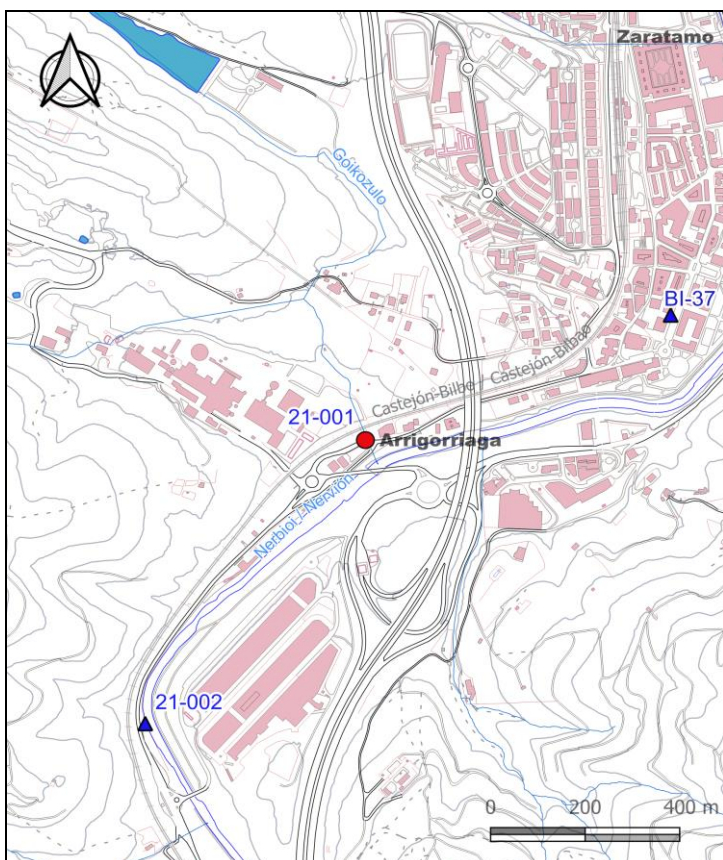 Zaratamo
Goikozulo
BI-37
Castejón-Bilbao / Castejón-Bilbao
21-001
Arrigorriaga
Nerbioi / Nervión
21-002
0 200 400 m